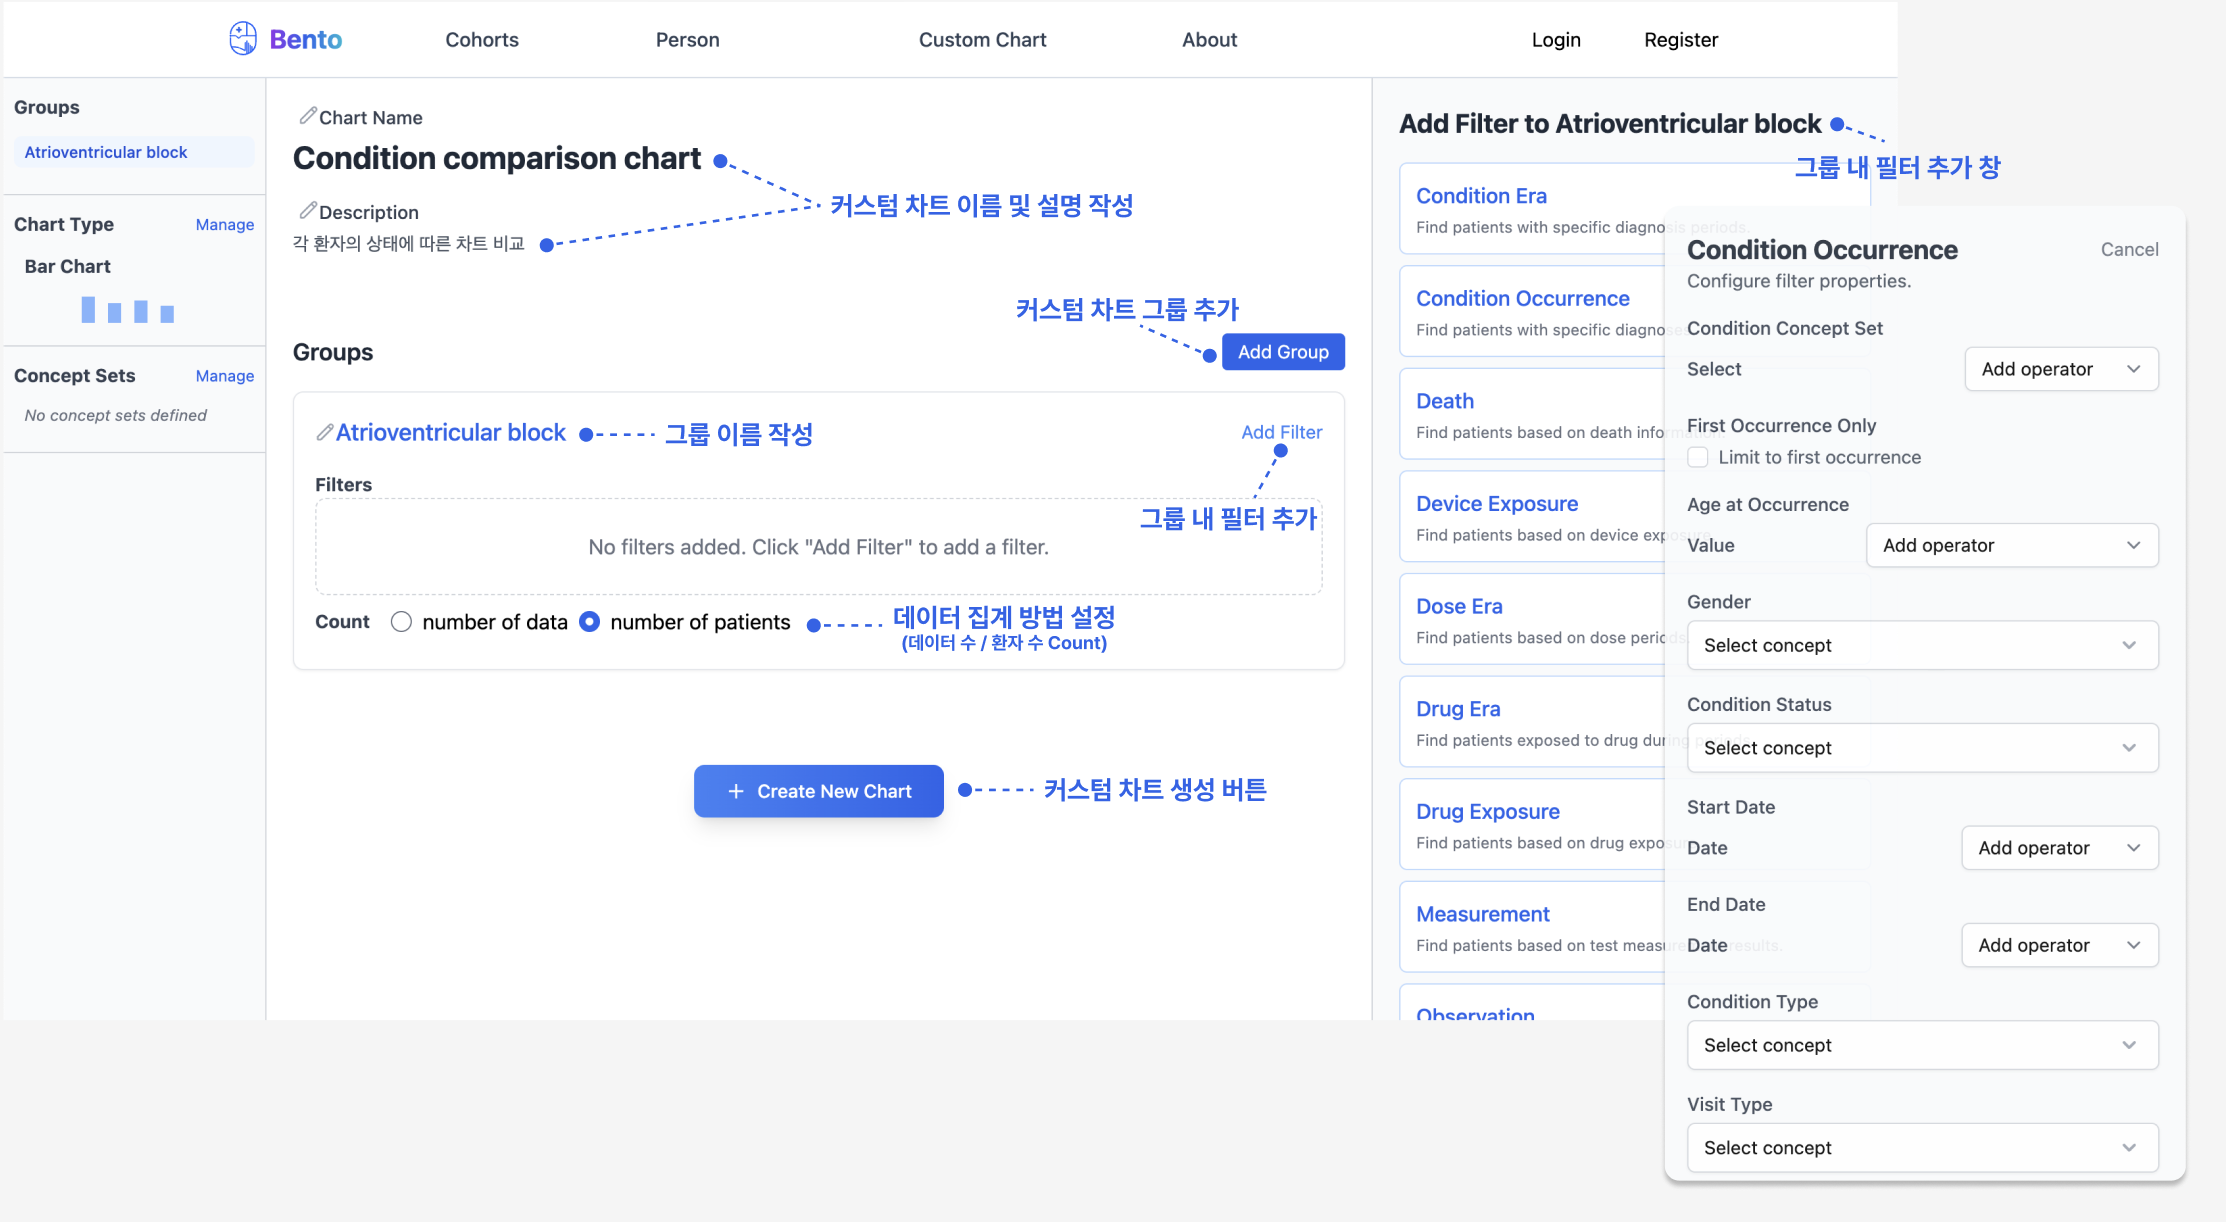 Bento
Cohorts
Person
Custom Chart
About
Login
Register
Groups
Atrioventricular block
Chart Type
Manage
Bar Chart
Concept Sets
Manage
No concept sets defined
Chart Name
Condition comparison chart
커스텀 차트 이름 및 설명 작성
Description
각 환자의 상태에 따른 차트 비교
커스텀 차트 그룹 추가
Groups
Add Group
Atrioventricular block
그룹 이름 작성
Add Filter
Filters
그룹 내 필터 추가
No filters added. Click "Add Filter" to add a filter.
Count
number of data
number of patients
데이터 집계 방법 설정
(데이터 수 / 환자 수 Count)
+ Create New Chart
커스텀 차트 생성 버튼
Add Filter to Atrioventricular block
그룹 내 필터 추가 창
Condition Era
Find patients with specific diagnosis periods.
Condition Occurrence
Find patients with specific diagnoses
Death
Find patients based on death information.
Device Exposure
Find patients based on device exposure
Dose Era
Find patients based on dose periods.
Drug Era
Find patients exposed to drug during periods.
Drug Exposure
Find patients based on drug exposure
Measurement
Find patients based on test measurement results.
Observation
Condition Occurrence
Cancel
Configure filter properties.
Condition Concept Set
Select
Add operator
First Occurrence Only
Limit to first occurrence
Age at Occurrence
Value
Add operator
Gender
Select concept
Condition Status
Select concept
Start Date
Date
Add operator
End Date
Date
Add operator
Condition Type
Select concept
Visit Type
Select concept